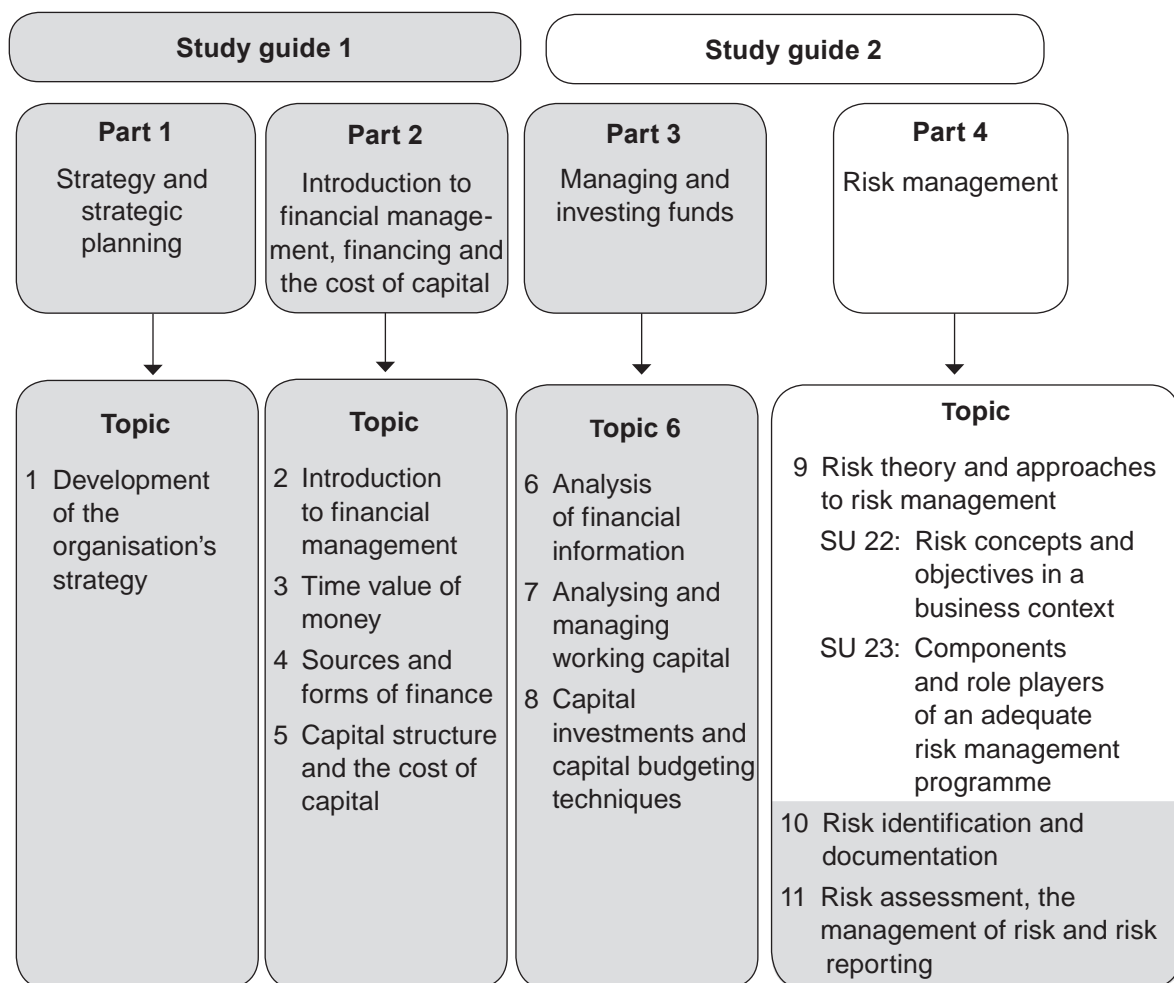 Study guide 1
Study guide 2
Part 1
Strategy and
strategic
planning
Part 2
Introduction to
financial manage-
ment, financing and
the cost of capital
Part 3
Managing and
investing funds
Part 4
Risk management
Topic
1 Development
of the
organisation's
strategy
Topic
2 Introduction
to financial
management
3 Time value of
money
4 Sources and
forms of finance
5 Capital structure
and the cost of
capital
Topic 6
6 Analysis
of financial
information
7 Analysing and
managing
working capital
8 Capital
investments and
capital budgeting
techniques
Topic
9 Risk theory and approaches
to risk management
SU 22: Risk concepts and
objectives in a
business context
SU 23: Components
and role players
of an adequate
risk management
programme
10 Risk identification and
documentation
11 Risk assessment, the
management of risk and risk
reporting